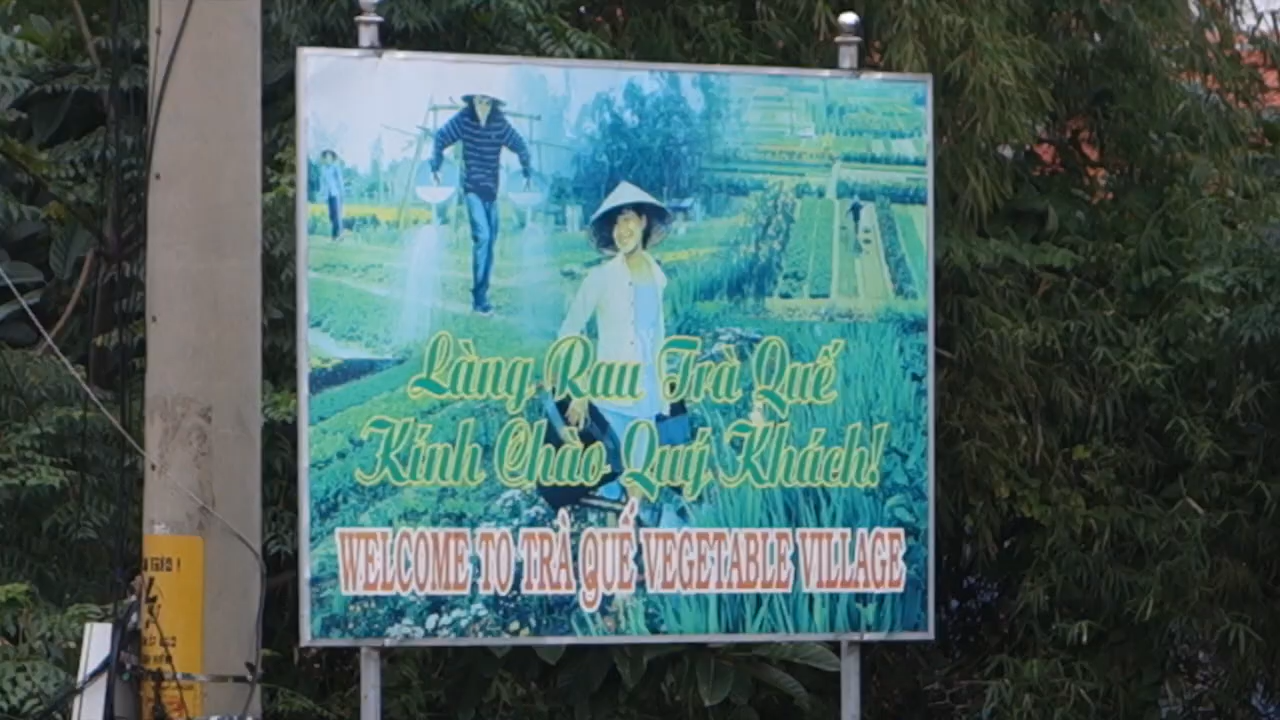 Làng Rau Trà Quế
Kính Chào Quý Khách!
WELCOME TO TRÀ QUẾ VEGETABLE VILLAGE